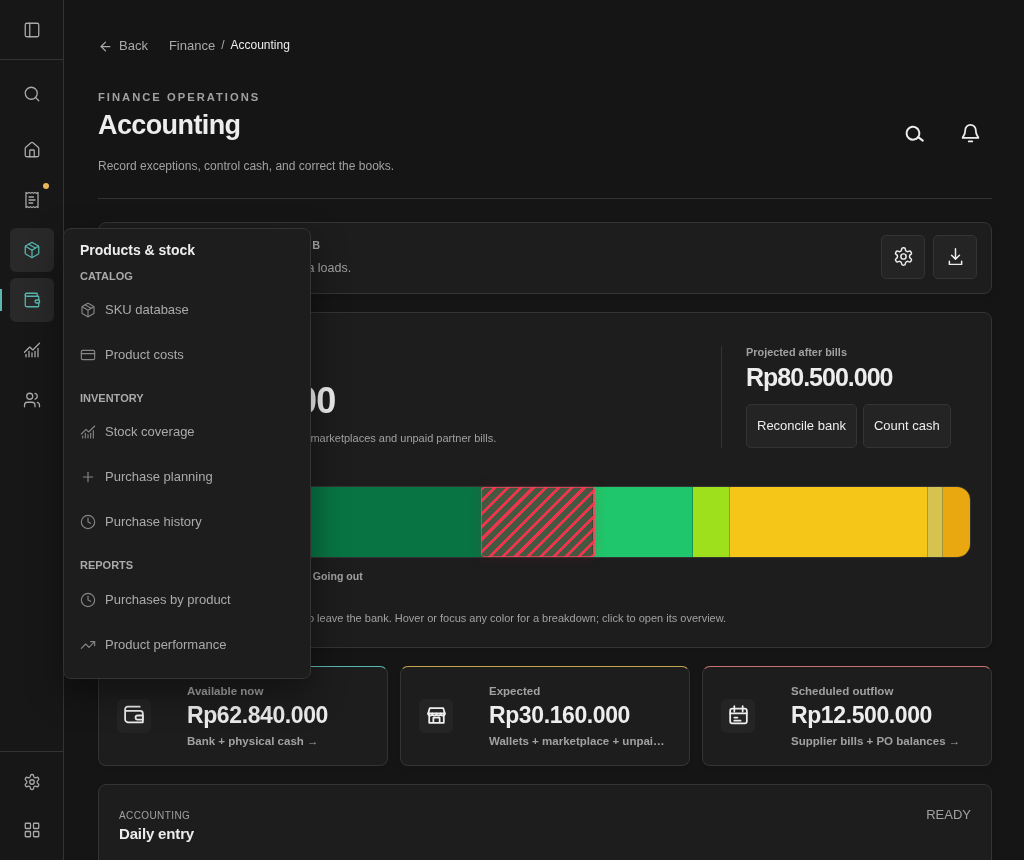 Back
Finance / Accounting
FINANCE OPERATIONS
Accounting
Record exceptions, control cash, and correct the books.
Products & stock
CATALOG
SKU database
Product costs
INVENTORY
Stock coverage
Purchase planning
Purchase history
REPORTS
Purchases by product
Product performance
loads.
Projected after bills
Rp80.500.000
Reconcile bank
Count cash
marketplaces and unpaid partner bills.
Going out
leave the bank. Hover or focus any color for a breakdown; click to open its overview.
Available now
Rp62.840.000
Bank + physical cash →
Expected
Rp30.160.000
Wallets + marketplace + unpai…
Scheduled outflow
Rp12.500.000
Supplier bills + PO balances →
ACCOUNTING
Daily entry
READY